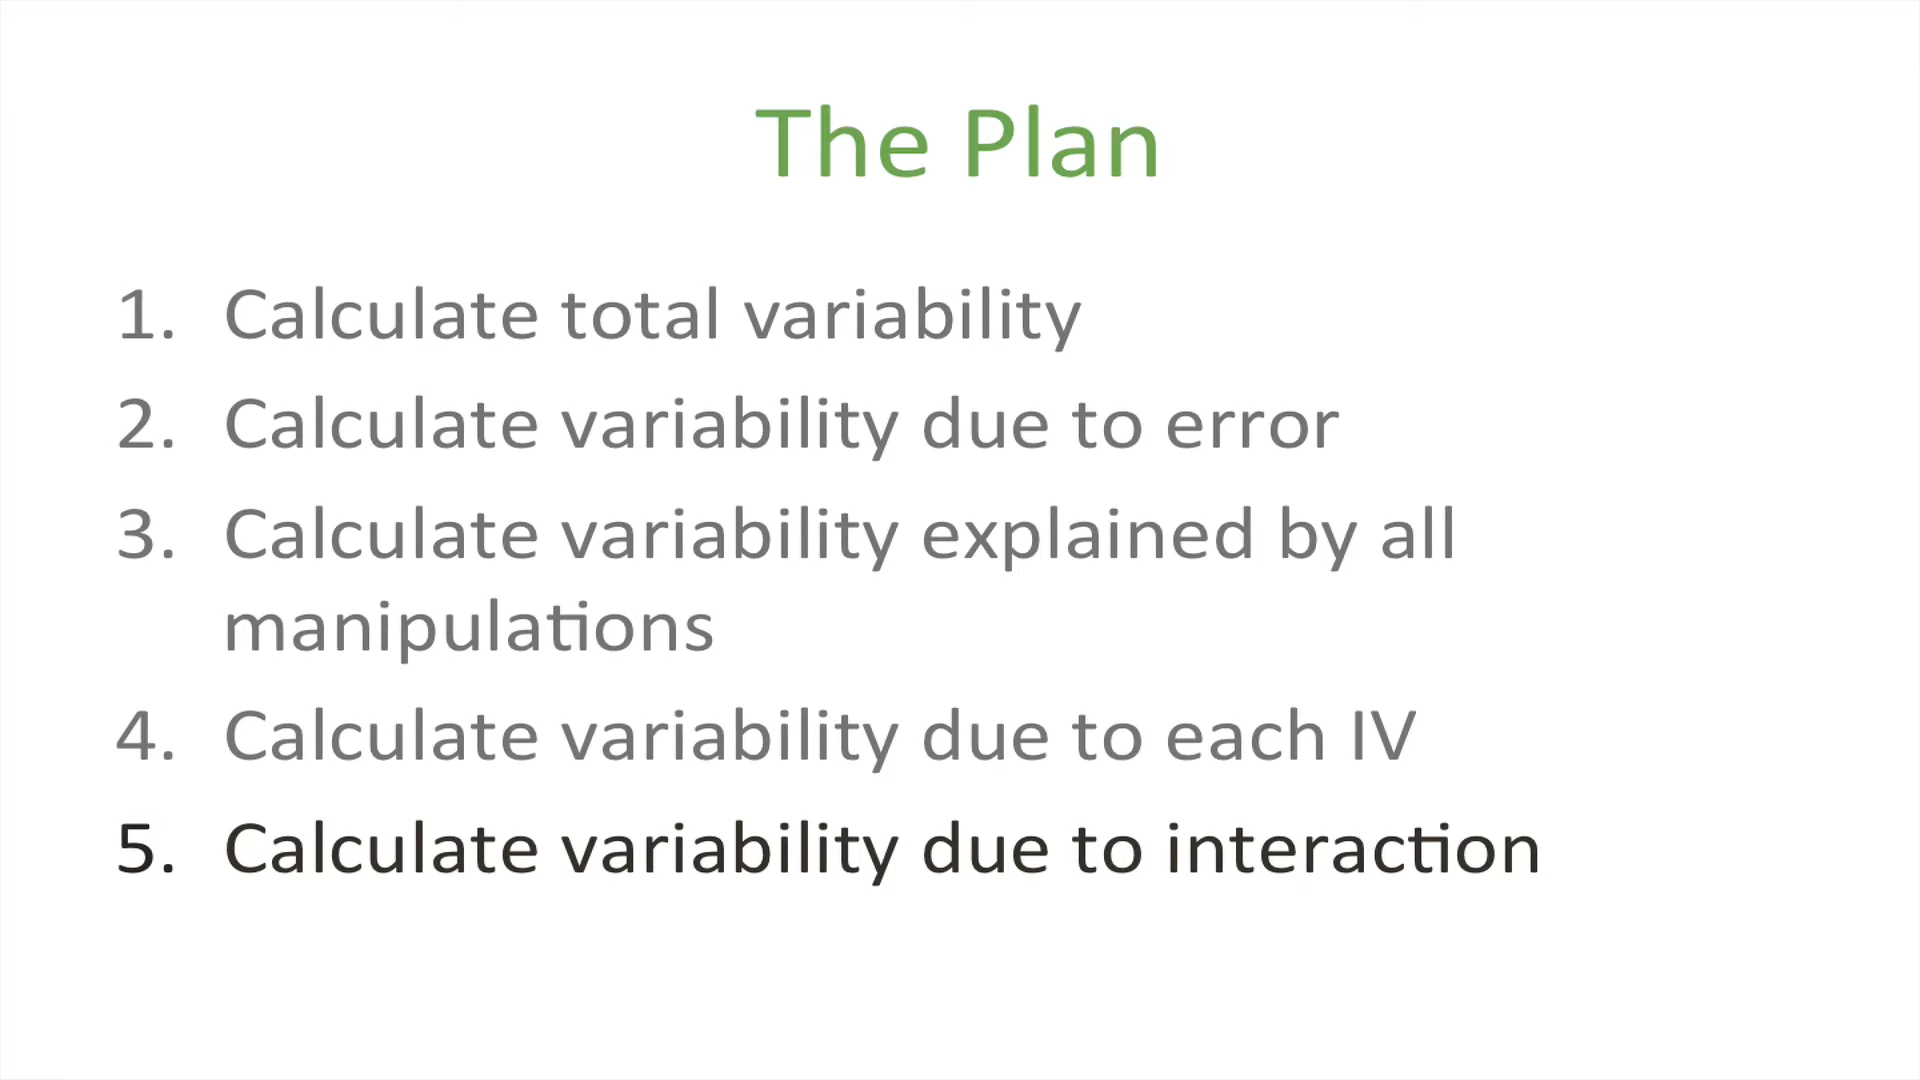 The Plan
1. Calculate total variability
2. Calculate variability due to error
3. Calculate variability explained by all
manipulations
4. Calculate variability due to each IV
5. Calculate variability due to interaction